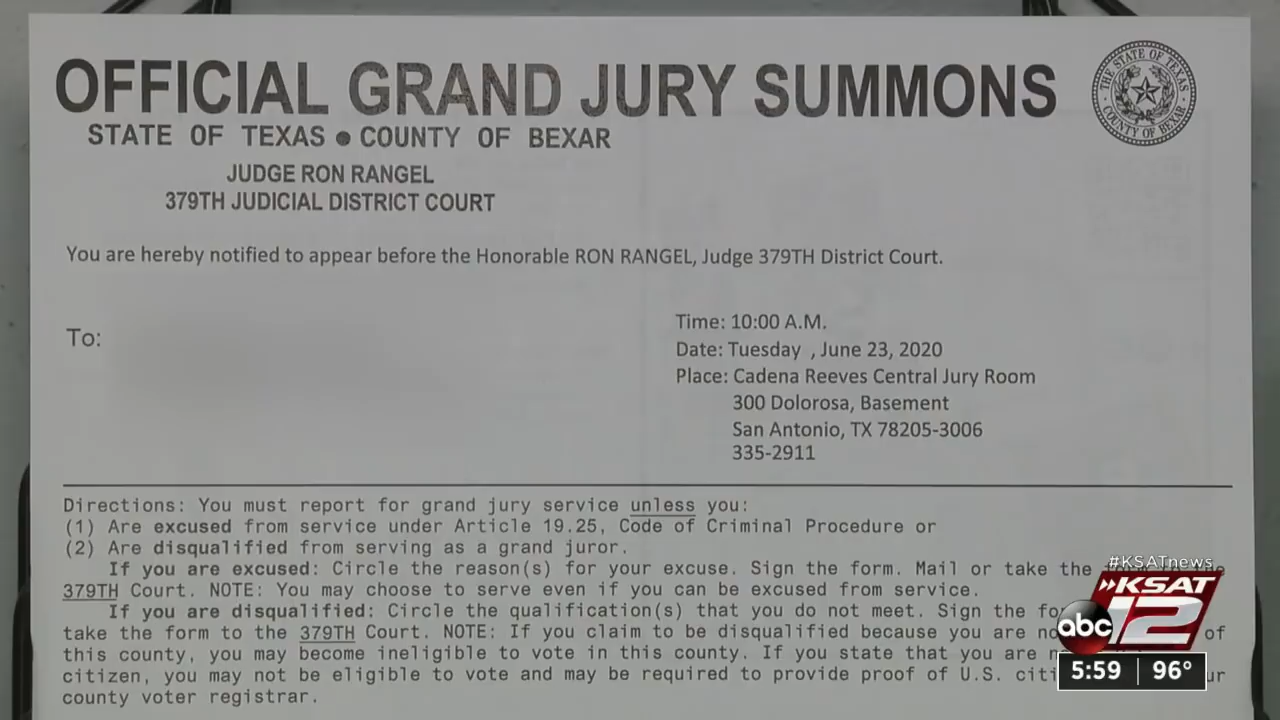 OFFICIAL GRAND JURY SUMMONS
STATE OF TEXAS ● COUNTY OF BEXAR
JUDGE RON RANGEL
379TH JUDICIAL DISTRICT COURT
THE STATE OF TEXAS
COUNTY OF BEXAR
You are hereby notified to appear before the Honorable RON RANGEL, Judge 379TH District Court.
To:
Time: 10:00 A.M.
Date: Tuesday , June 23, 2020
Place: Cadena Reeves Central Jury Room
300 Dolorosa, Basement
San Antonio, TX 78205-3006
335-2911
Directions: You must report for grand jury service unless you:
(1) Are excused from service under Article 19.25, Code of Criminal Procedure or
(2) Are disqualified from serving as a grand juror.
If you are excused: Circle the reason(s) for your excuse. Sign the form. Mail or take the
379TH Court. NOTE: You may choose to serve even if you can be excused from service.
If you are disqualified: Circle the qualification(s) that you do not meet. Sign the
take the form to the 379TH Court. NOTE: If you claim to be disqualified because you are of
this county, you may become ineligible to vote in this county. If you state that you are
citizen, you may not be eligible to vote and may be required to provide proof of U.S.
county voter registrar.
#KSATnews
KSAT
abc 12
5:59 96°